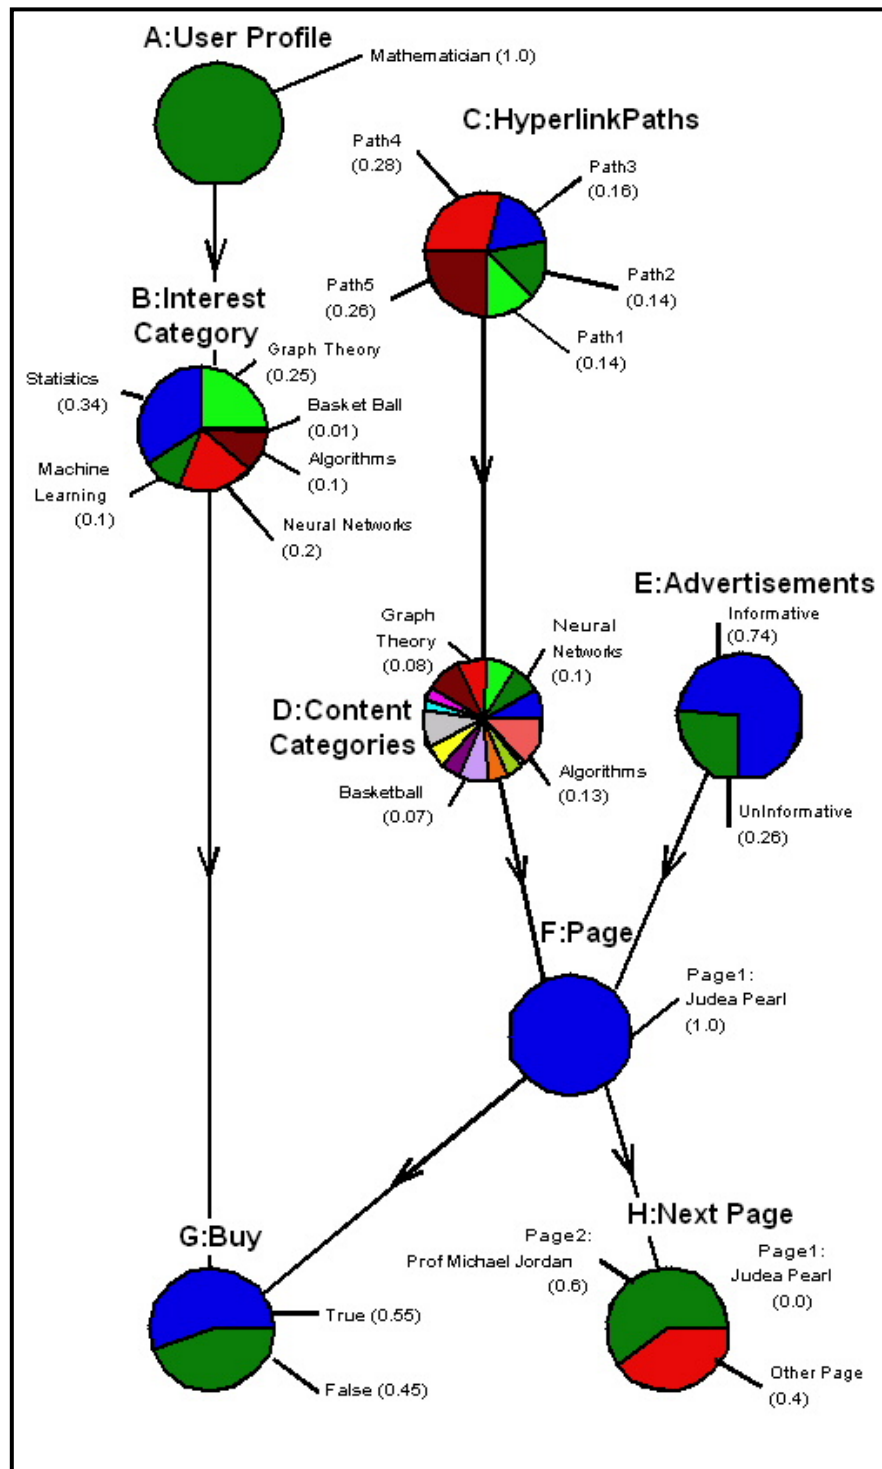 A:User Profile
Mathematician (1.0)
C:HyperlinkPaths
Path4
(0.28)
Path3
(0.16)
Path5
(0.26)
Path2
(0.14)
Path1
(0.14)
B:Interest
Category
Graph Theory
(0.25)
Statistics
(0.34)
Basket Ball
(0.01)
Machine
Learning
(0.1)
Algorithms
(0.1)
Neural Networks
(0.2)
E:Advertisements
Informative
(0.74)
Graph
Theory
(0.08)
Neural
Networks
(0.1)
D:Content
Categories
Algorithms
(0.13)
Basketball
(0.07)
UnInformative
(0.26)
F:Page
Page1:
Judea Pearl
(1.0)
G:Buy
True (0.55)
False (0.45)
H:Next Page
Page2:
Prof Michael Jordan
(0.6)
Page1:
Judea Pearl
(0.0)
Other Page
(0.4)